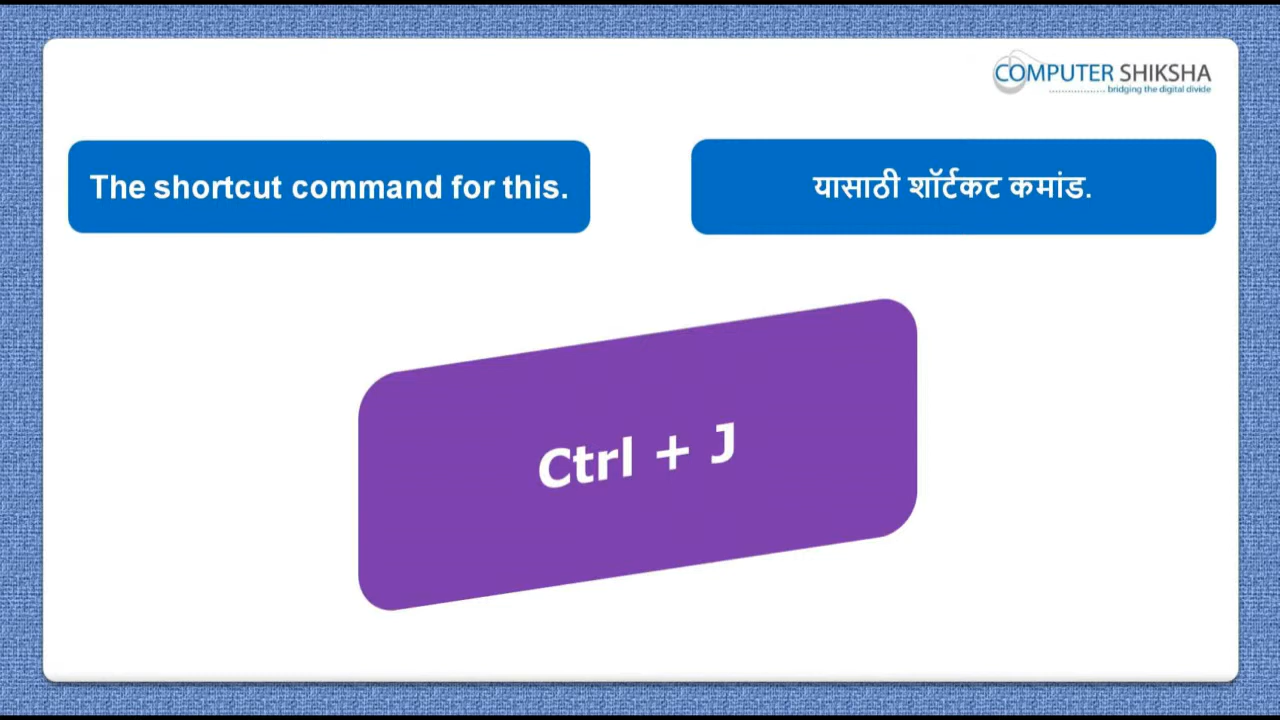 COMPUTER SHIKSHA
bridging the digital divide
The shortcut command for this.
यासाठी शॉर्टकट कमांड.
Ctrl + J